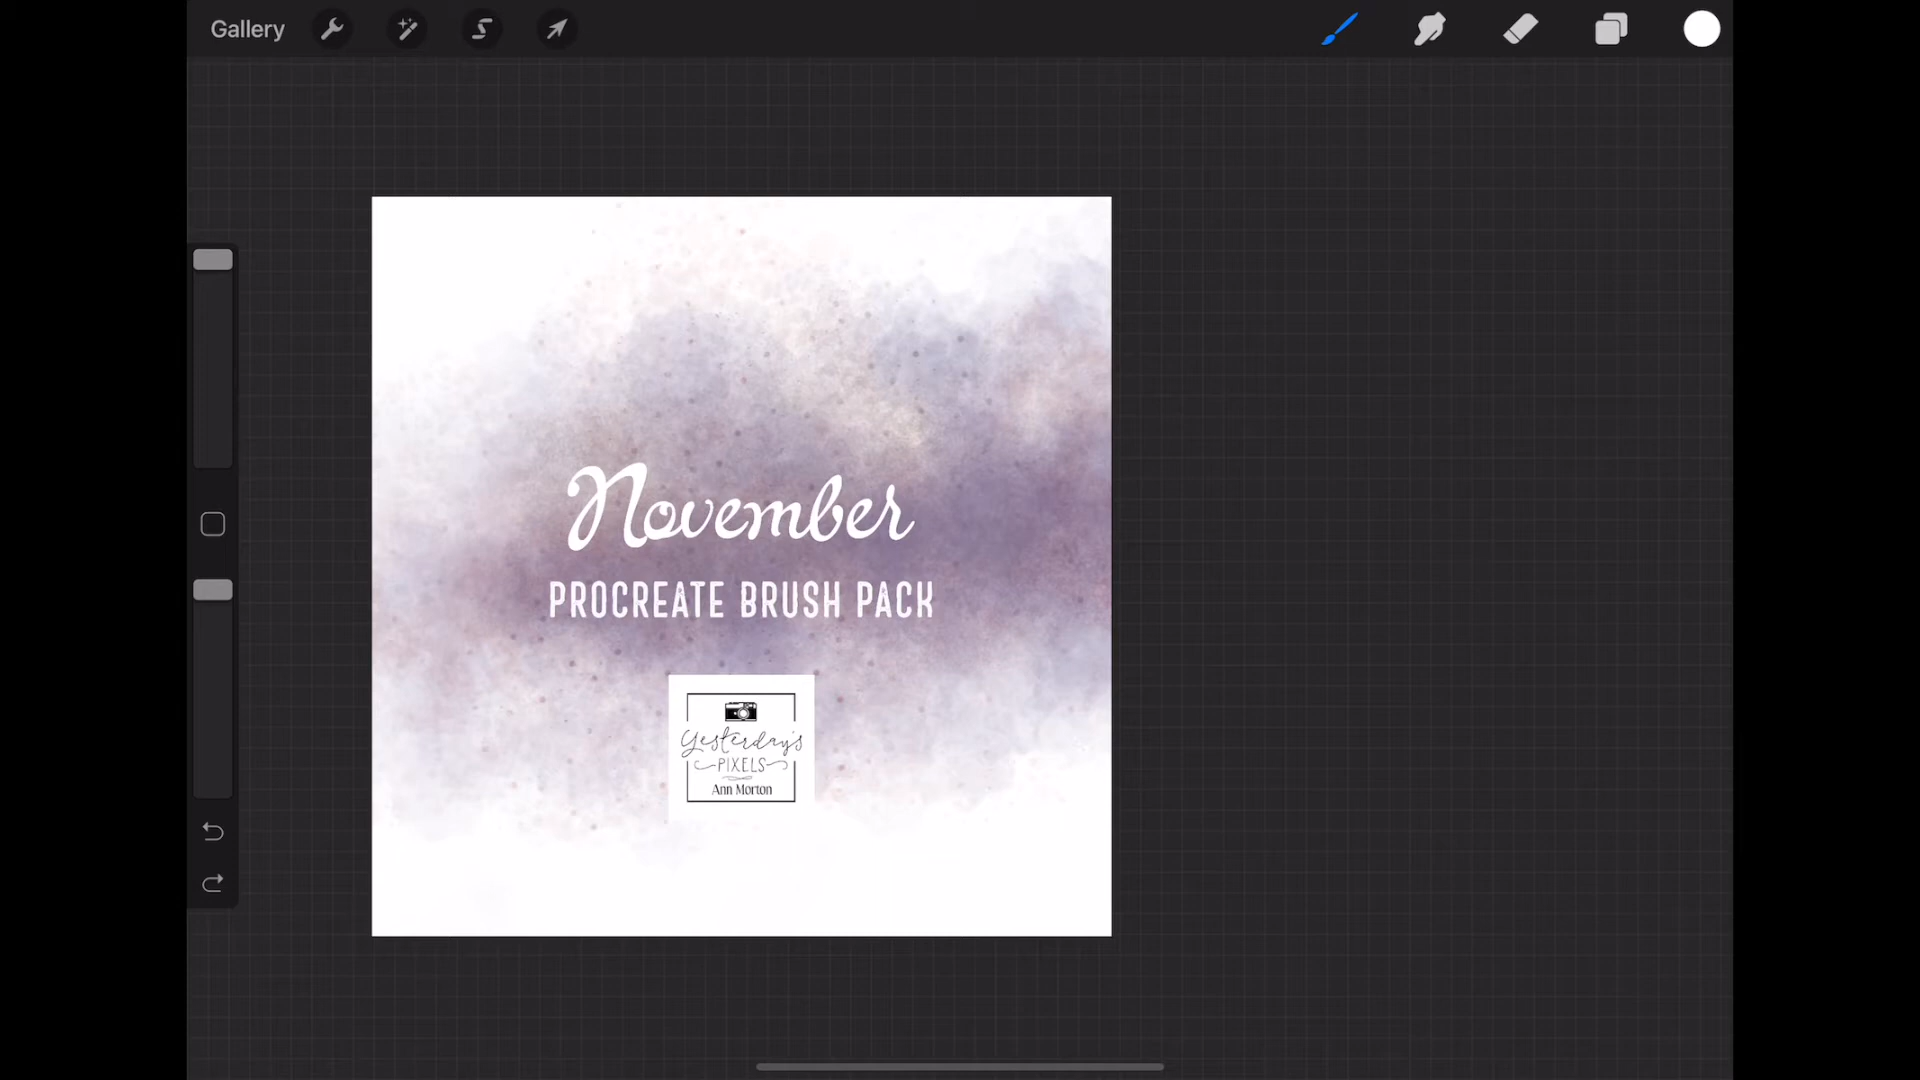 Gallery
November
PROCREATE BRUSH PACK
yesterday's
PIXELS
Ann Morton